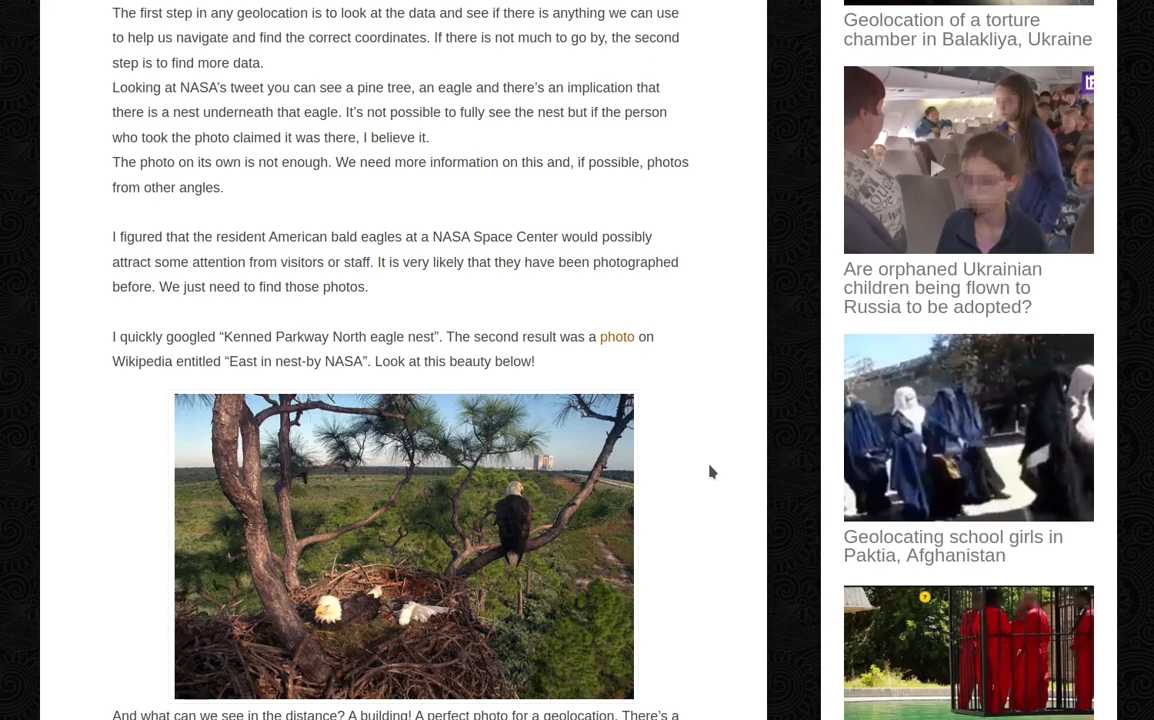 The first step in any geolocation is to look at the data and see if there is anything we can use
to help us navigate and find the correct coordinates. If there is not much to go by, the second
step is to find more data.
Looking at NASA’s tweet you can see a pine tree, an eagle and there’s an implication that
there is a nest underneath that eagle. It’s not possible to fully see the nest but if the person
who took the photo claimed it was there, I believe it.
The photo on its own is not enough. We need more information on this and, if possible, photos
from other angles.
I figured that the resident American bald eagles at a NASA Space Center would possibly
attract some attention from visitors or staff. It is very likely that they have been photographed
before. We just need to find those photos.
I quickly googled “Kenned Parkway North eagle nest”. The second result was a photo on
Wikipedia entitled “East in nest-by NASA”. Look at this beauty below!
And what can we see in the distance? A building! A perfect photo for a geolocation. There’s a
Geolocation of a torture
chamber in Balakliya, Ukraine
Are orphaned Ukrainian
children being flown to
Russia to be adopted?
Geolocating school girls in
Paktia, Afghanistan
?